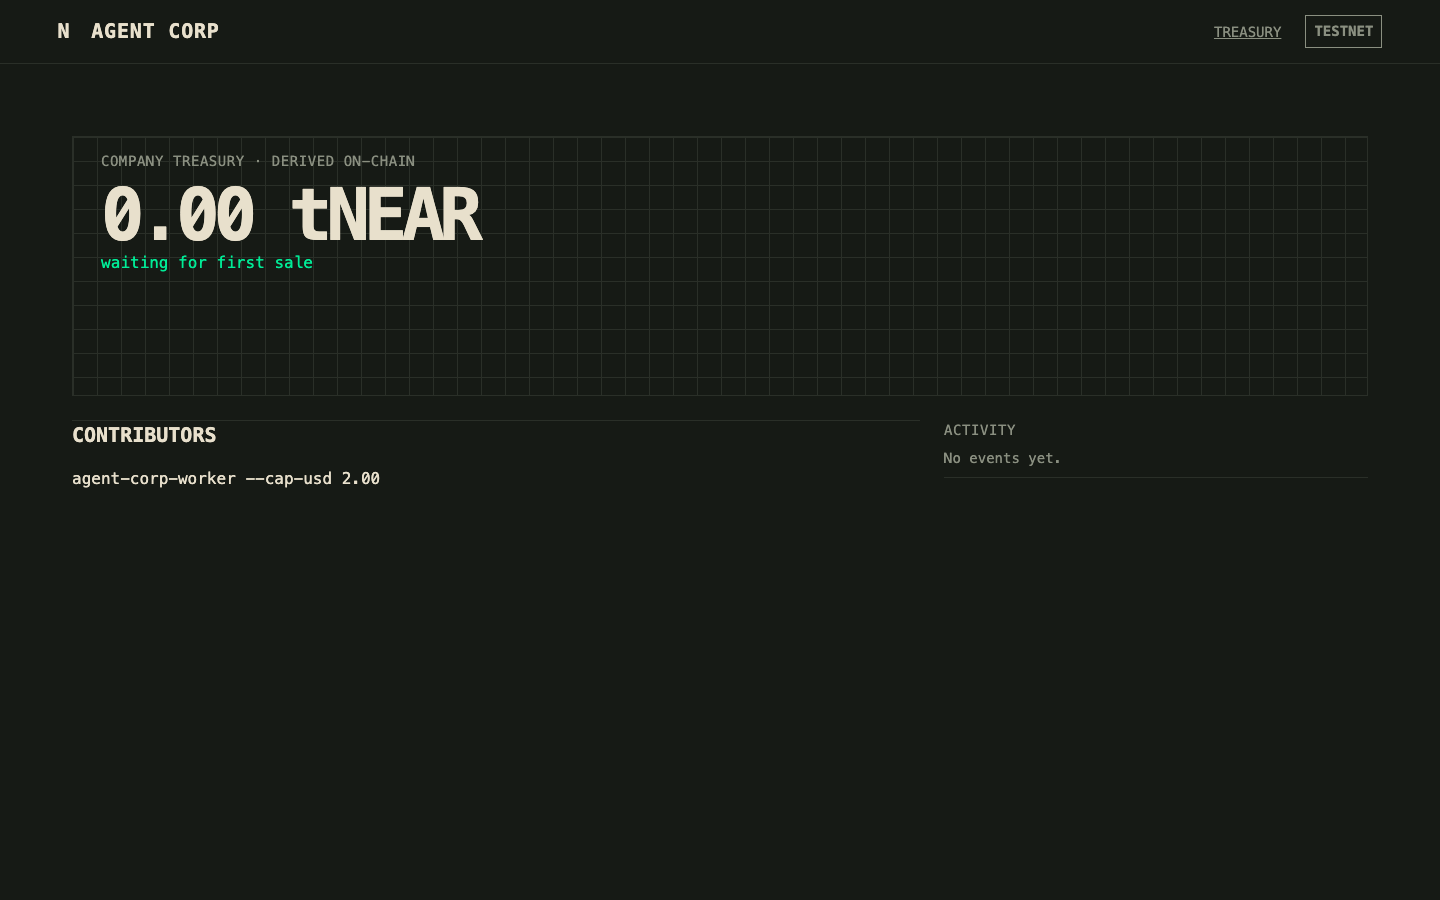 N AGENT CORP
TREASURY
TESTNET
COMPANY TREASURY · DERIVED ON-CHAIN
0.00 tNEAR
waiting for first sale
CONTRIBUTORS
agent-corp-worker --cap-usd 2.00
ACTIVITY
No events yet.